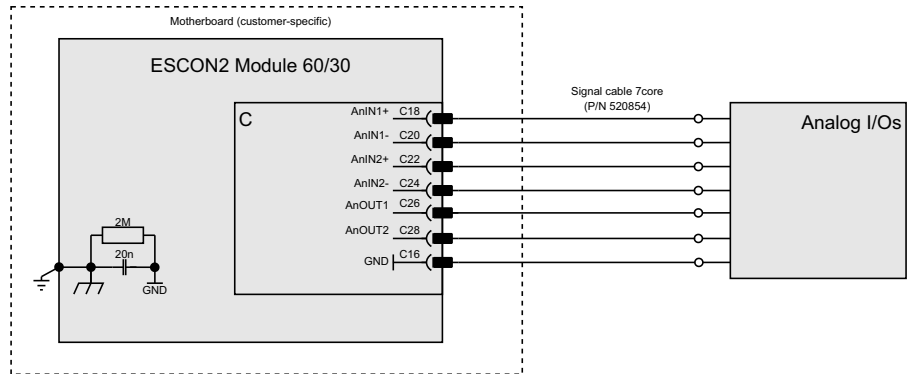 Motherboard (customer-specific)
ESCON2 Module 60/30
Signal cable 7core
(P/N 520854)
C
Analog I/Os
AnIN1+ C18
AnIN1- C20
AnIN2+ C22
AnIN2- C24
AnOUT1 C26
AnOUT2 C28
GND C16
2M
20n
GND